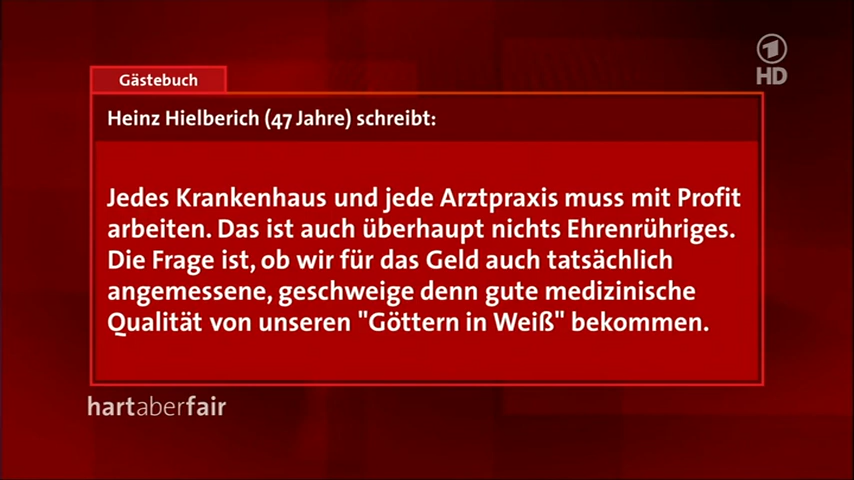 1
HD
Gästebuch
Heinz Hielberich (47 Jahre) schreibt:
Jedes Krankenhaus und jede Arztpraxis muss mit Profit
arbeiten. Das ist auch überhaupt nichts Ehrenrühriges.
Die Frage ist, ob wir für das Geld auch tatsächlich
angemessene, geschweige denn gute medizinische
Qualität von unseren "Göttern in Weiß" bekommen.
hartaberfair